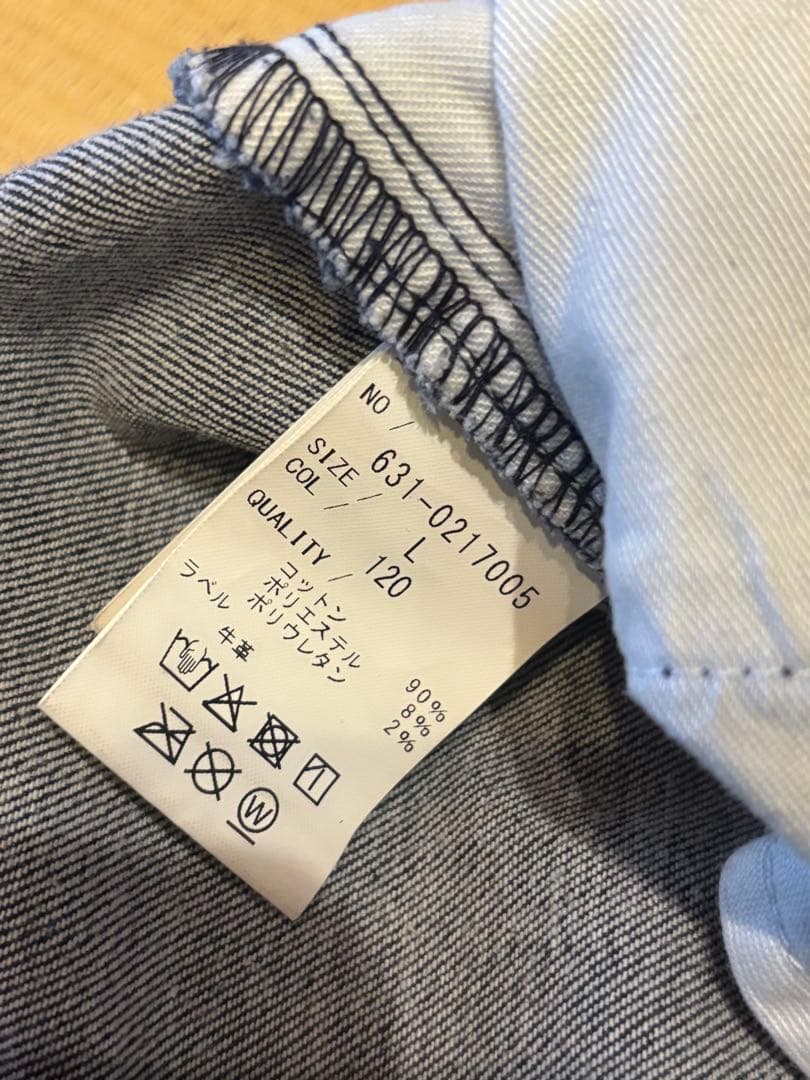 NO / 631-0217005
SIZE / L
COL / 120
QUALITY /
コットン 90%
ポリエステル 8%
ポリウレタン 2%
ラベル 牛革
W